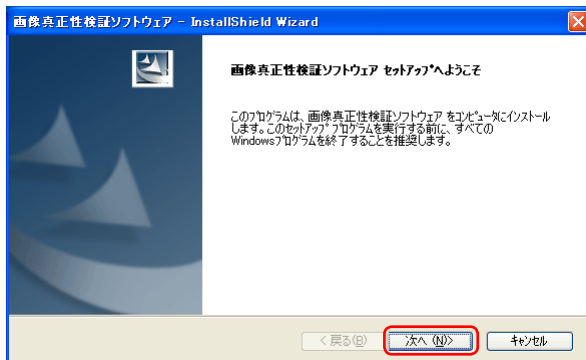 画像真正性検証ソフトウェア - InstallShield Wizard
画像真正性検証ソフトウェア セットアップへようこそ
このプログラムは、画像真正性検証ソフトウェア をコンピュータにインストール
します。このセットアップ プログラムを実行する前に、すべての
Windowsプログラムを終了することを推奨します。
< 戻る(B)
次へ (N)>
キャンセル